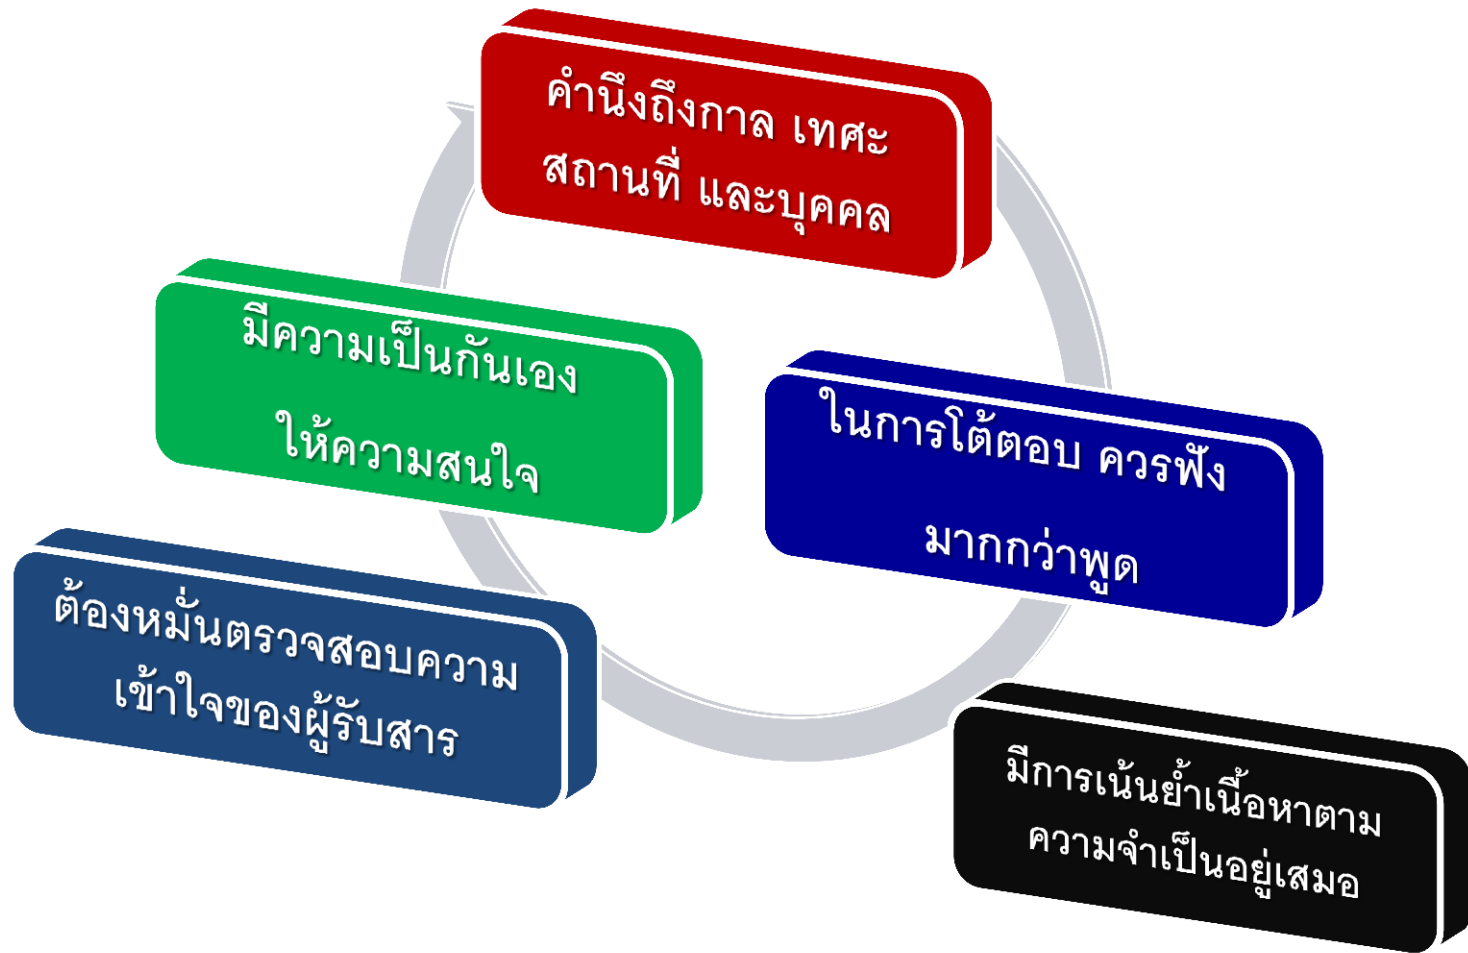 คำนึงถึงกาล เทศะ
สถานที่ และบุคคล
มีความเป็นกันเอง
ให้ความสนใจ
ในการโต้ตอบ ควรฟัง
มากกว่าพูด
ต้องหมั่นตรวจสอบความ
เข้าใจของผู้รับสาร
มีการเน้นย้ำเนื้อหาตาม
ความจำเป็นอยู่เสมอ